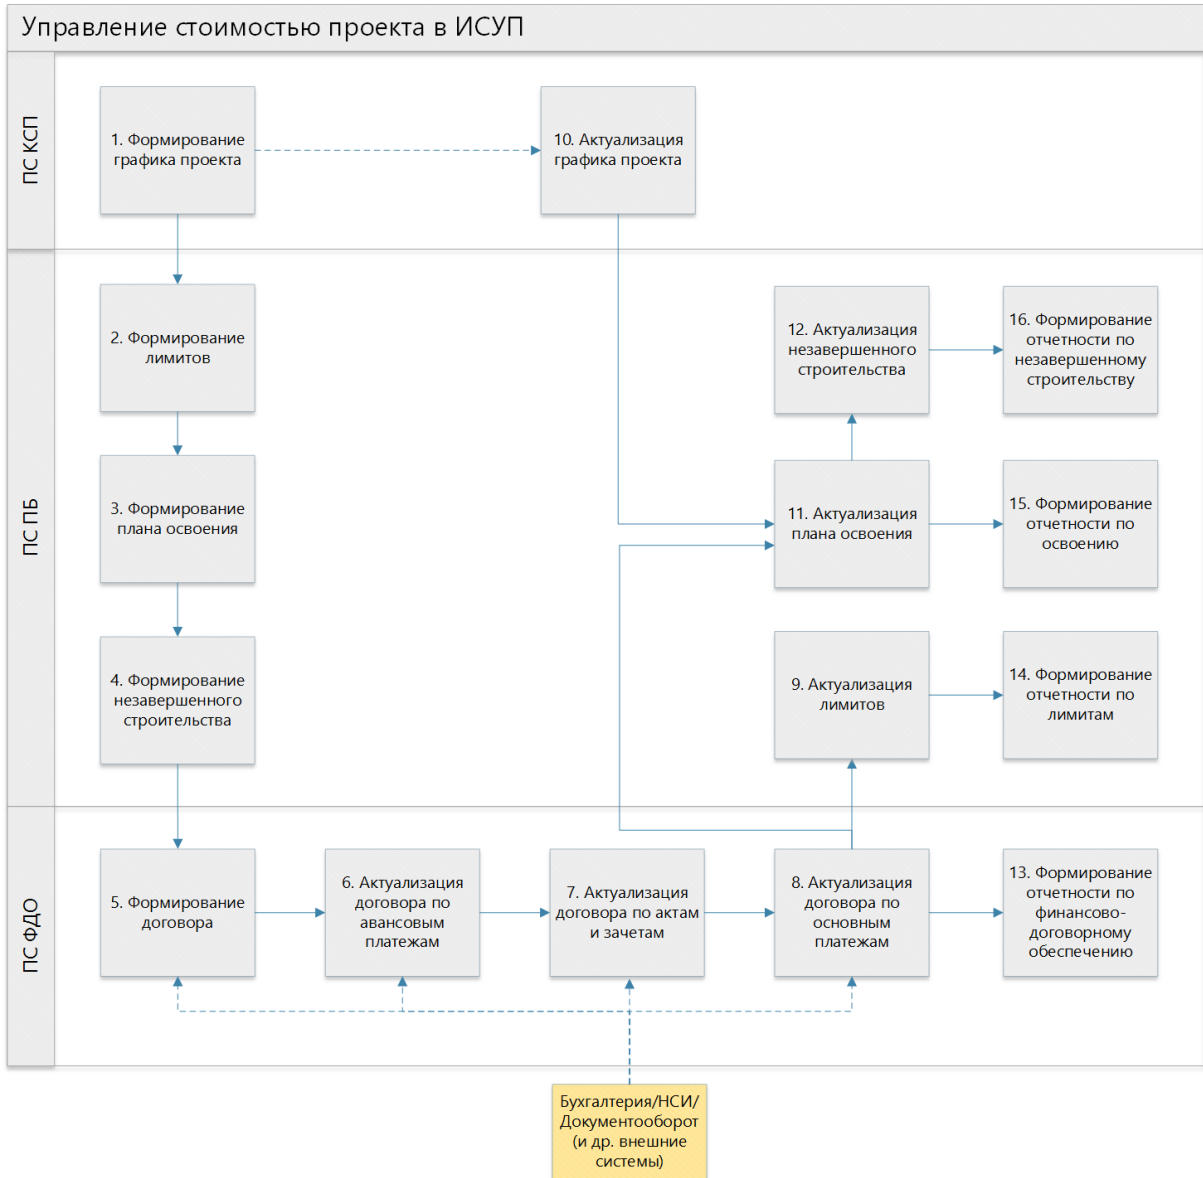 Управление стоимостью проекта в ИСУП
ПС КСП
1. Формирование
графика проекта
10. Актуализация
графика проекта
ПС ПБ
2. Формирование
лимитов
12. Актуализация
незавершенного
строительства
16. Формирование
отчетности по
незавершенному
строительству
3. Формирование
плана освоения
11. Актуализация
плана освоения
15. Формирование
отчетности по
освоению
4. Формирование
незавершенного
строительства
9. Актуализация
лимитов
14. Формирование
отчетности по
лимитам
ПС ФДО
5. Формирование
договора
6. Актуализация
договора по
авансовым
платежам
7. Актуализация
договора по актам
и зачетам
8. Актуализация
договора по
основным
платежам
13. Формирование
отчетности по
финансово-
договорному
обеспечению
Бухгалтерия/НСИ/
Документооборот
(и др. внешние
системы)